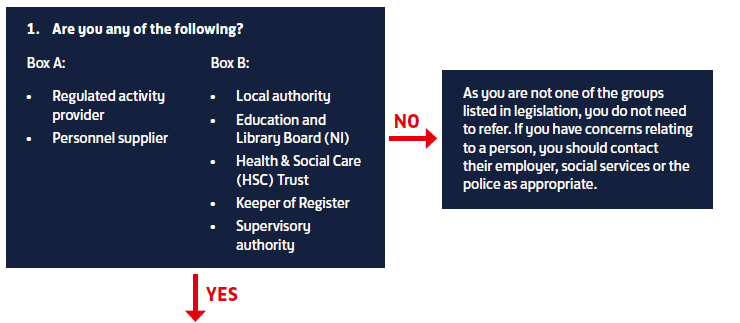 1. Are you any of the following?
Box A:
• Regulated activity
provider
• Personnel supplier
Box B:
• Local authority
• Education and
Library Board (NI)
• Health & Social Care
(HSC) Trust
• Keeper of Register
• Supervisory
authority
NO
As you are not one of the groups
listed in legislation, you do not need
to refer. If you have concerns relating
to a person, you should contact
their employer, social services or the
police as appropriate.
YES